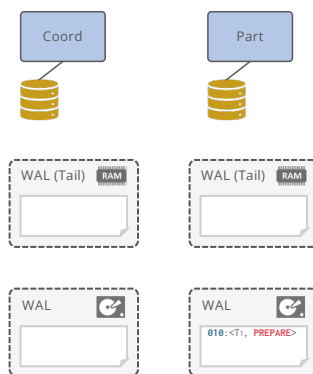 Coord
Part
WAL (Tail) RAM
WAL (Tail) RAM
WAL
WAL
010:<T1, PREPARE>